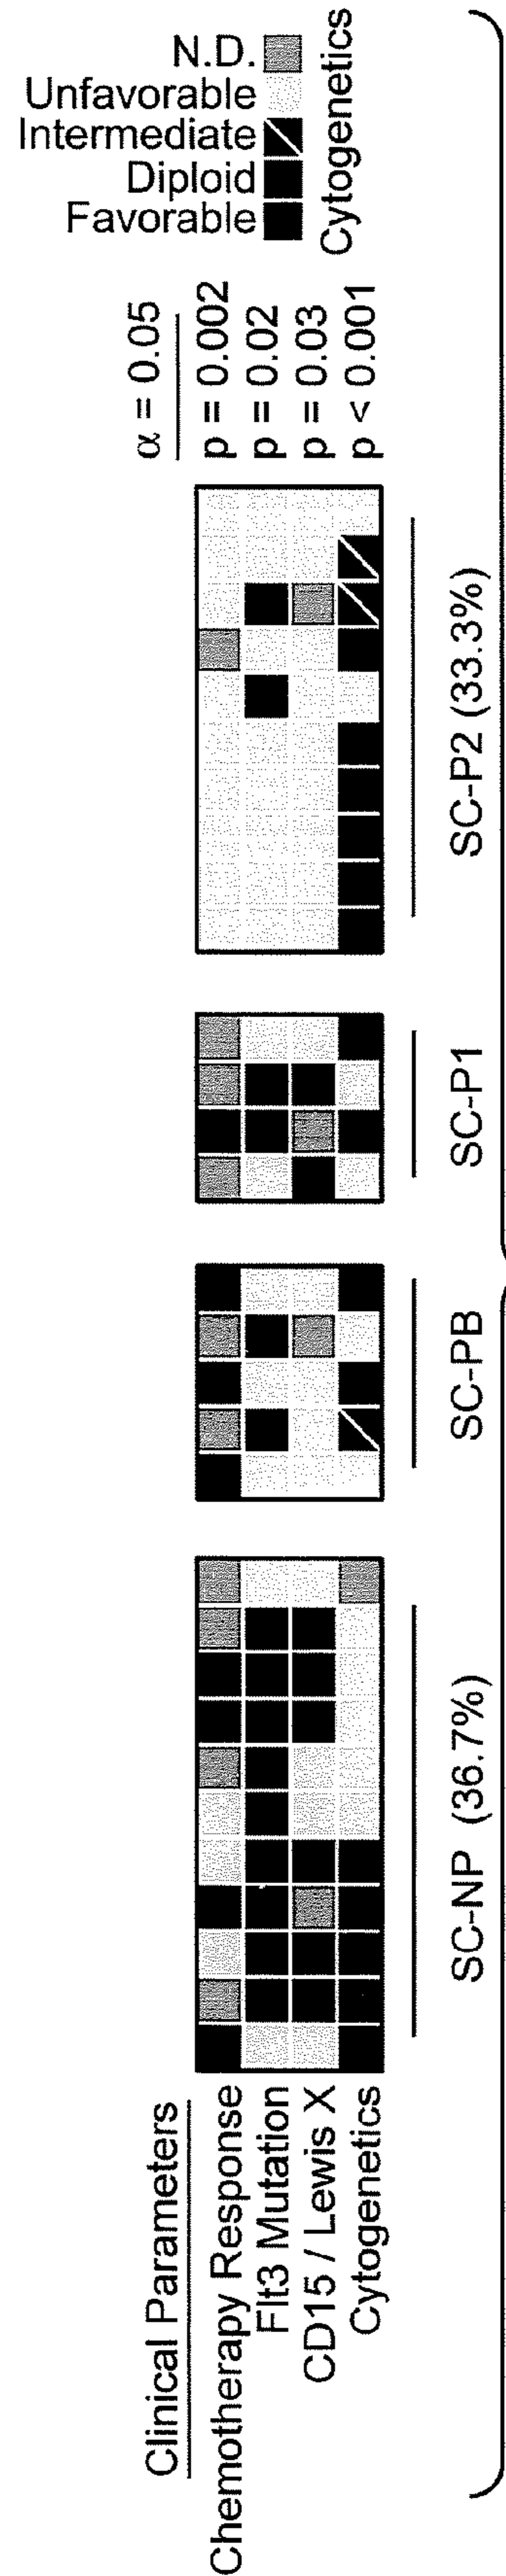 Clinical Parameters
Chemotherapy Response
Flt3 Mutation
CD15 / Lewis X
Cytogenetics
SC-NP (36.7%)
SC-PB
SC-P1
SC-P2 (33.3%)
α = 0.05
p = 0.002
p = 0.02
p = 0.03
p < 0.001
N.D.
Unfavorable
Intermediate
Diploid
Favorable
Cytogenetics